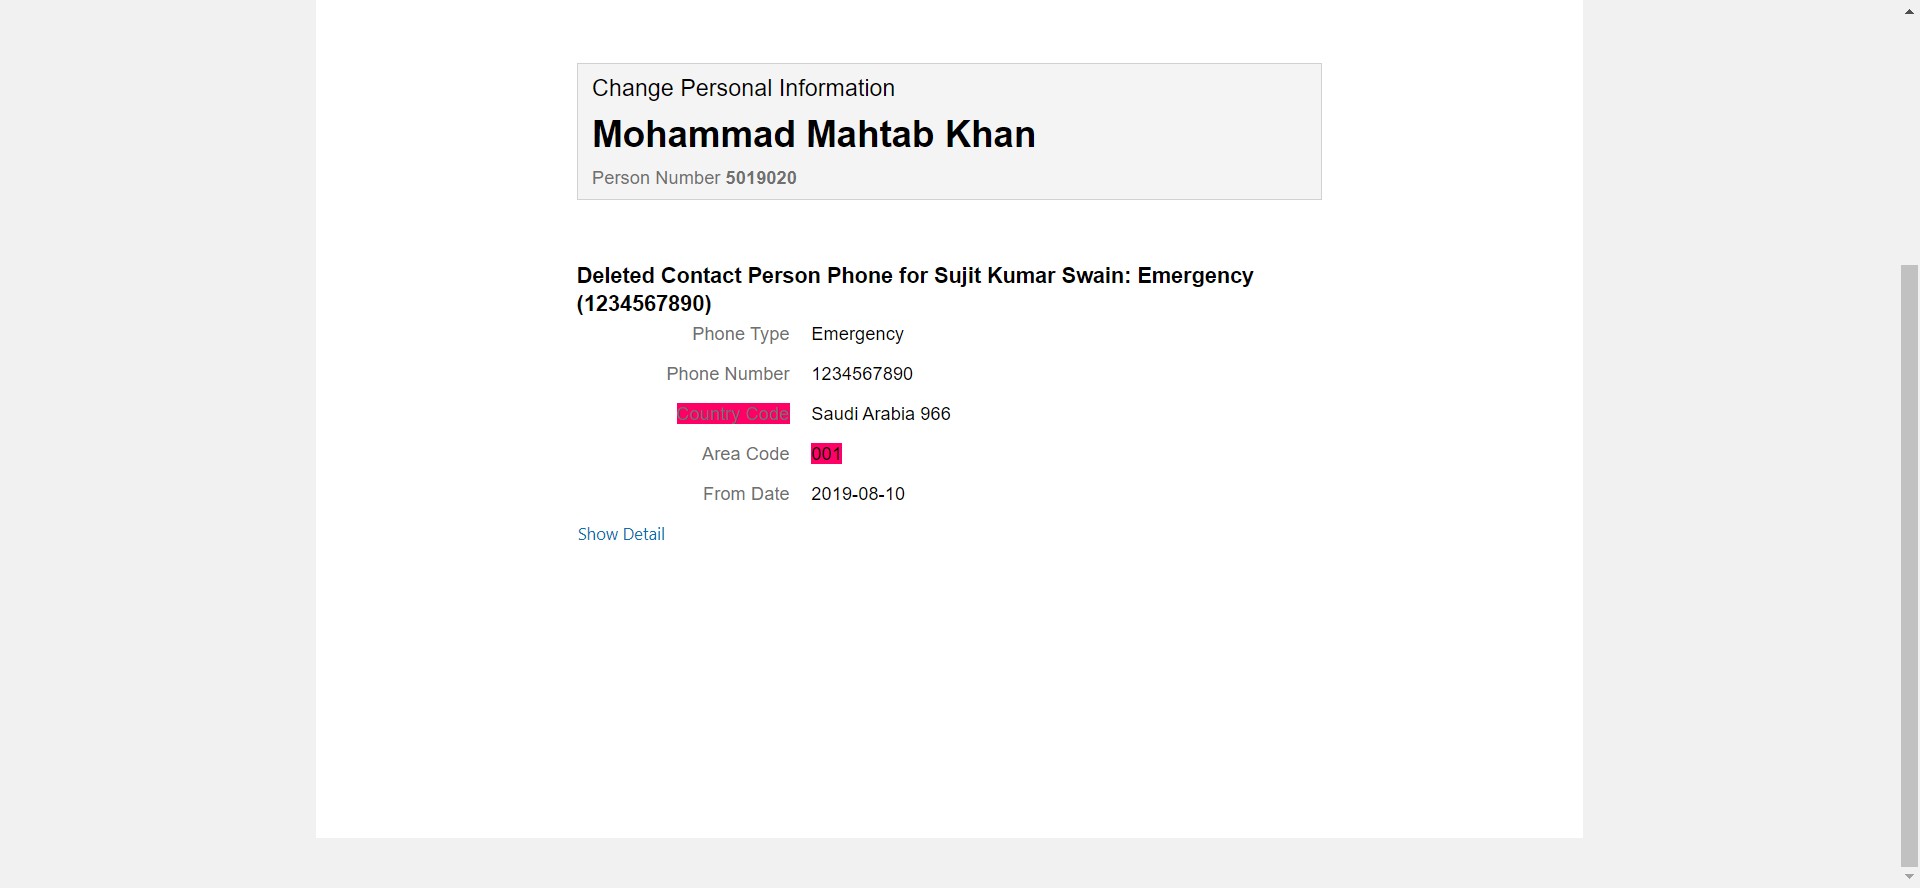 Change Personal Information
Mohammad Mahtab Khan
Person Number 5019020
Deleted Contact Person Phone for Sujit Kumar Swain: Emergency
(1234567890)
Phone Type Emergency
Phone Number 1234567890
Country Code Saudi Arabia 966
Area Code 001
From Date 2019-08-10
Show Detail